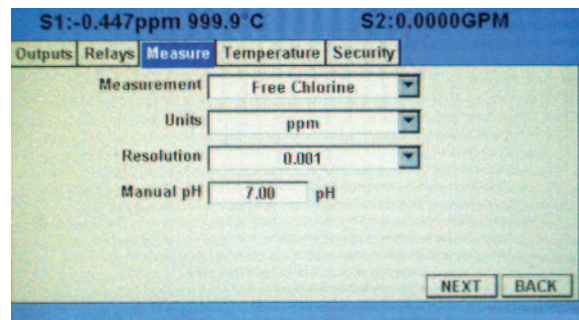 S1:-0.447ppm 999.9°C S2:0.0000GPM
Outputs Relays Measure Temperature Security
Measurement Free Chlorine
Units ppm
Resolution 0.001
Manual pH 7.00 pH
NEXT BACK